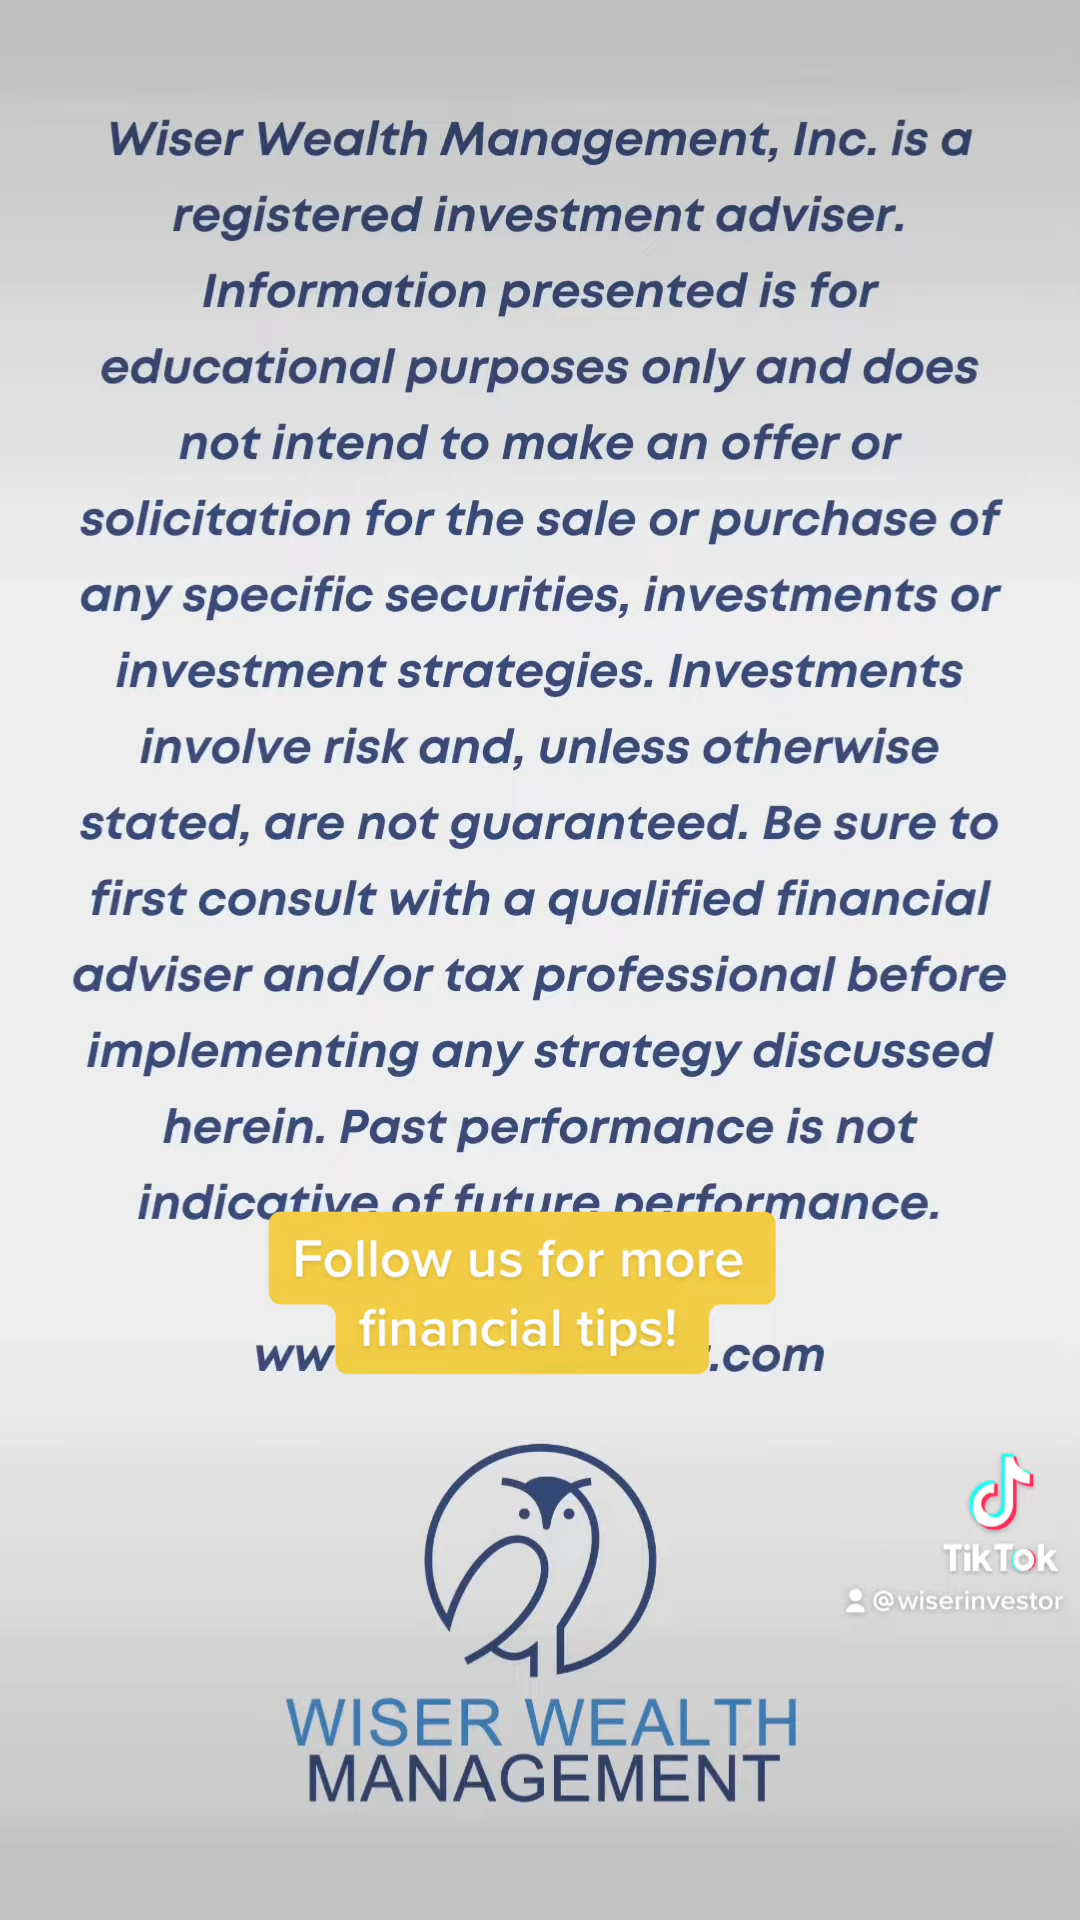 Wiser Wealth Management, Inc. is a
registered investment adviser.
Information presented is for
educational purposes only and does
not intend to make an offer or
solicitation for the sale or purchase of
any specific securities, investments or
investment strategies. Investments
involve risk and, unless otherwise
stated, are not guaranteed. Be sure to
first consult with a qualified financial
adviser and/or tax professional before
implementing any strategy discussed
herein. Past performance is not
indicative of future performance.
Follow us for more
financial tips!
.com
TikTok
@wiserinvestor
WISER WEALTH
MANAGEMENT